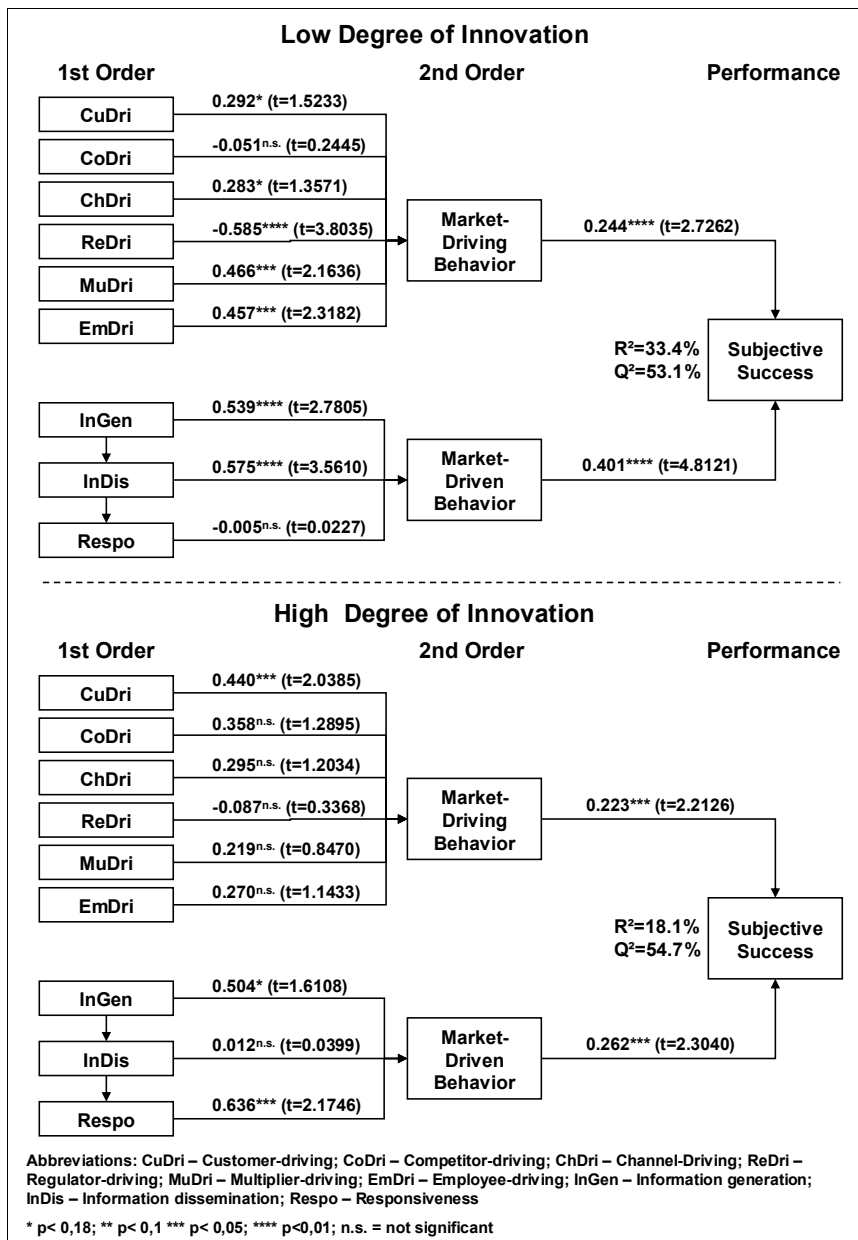 Low Degree of Innovation
1st Order 2nd Order Performance
CuDri 0.292* (t=1.5233)
CoDri -0.051n.s. (t=0.2445)
ChDri 0.283* (t=1.3571)
ReDri -0.585**** (t=3.8035)
MuDri 0.466*** (t=2.1636)
EmDri 0.457*** (t=2.3182)
Market-
Driving
Behavior
0.244**** (t=2.7262)
R²=33.4%
Q²=53.1%
Subjective
Success
InGen 0.539**** (t=2.7805)
InDis 0.575**** (t=3.5610)
Respo -0.005n.s. (t=0.0227)
Market-
Driven
Behavior
0.401**** (t=4.8121)
High Degree of Innovation
1st Order 2nd Order Performance
CuDri 0.440*** (t=2.0385)
CoDri 0.358n.s. (t=1.2895)
ChDri 0.295n.s. (t=1.2034)
ReDri -0.087n.s. (t=0.3368)
MuDri 0.219n.s. (t=0.8470)
EmDri 0.270n.s. (t=1.1433)
Market-
Driving
Behavior
0.223*** (t=2.2126)
R²=18.1%
Q²=54.7%
Subjective
Success
InGen 0.504* (t=1.6108)
InDis 0.012n.s. (t=0.0399)
Respo 0.636*** (t=2.1746)
Market-
Driven
Behavior
0.262*** (t=2.3040)
Abbreviations: CuDri – Customer-driving; CoDri – Competitor-driving; ChDri – Channel-Driving; ReDri –
Regulator-driving; MuDri – Multiplier-driving; EmDri – Employee-driving; InGen – Information generation;
InDis – Information dissemination; Respo – Responsiveness
* p< 0,18; ** p< 0,1 *** p< 0,05; **** p<0,01; n.s. = not significant